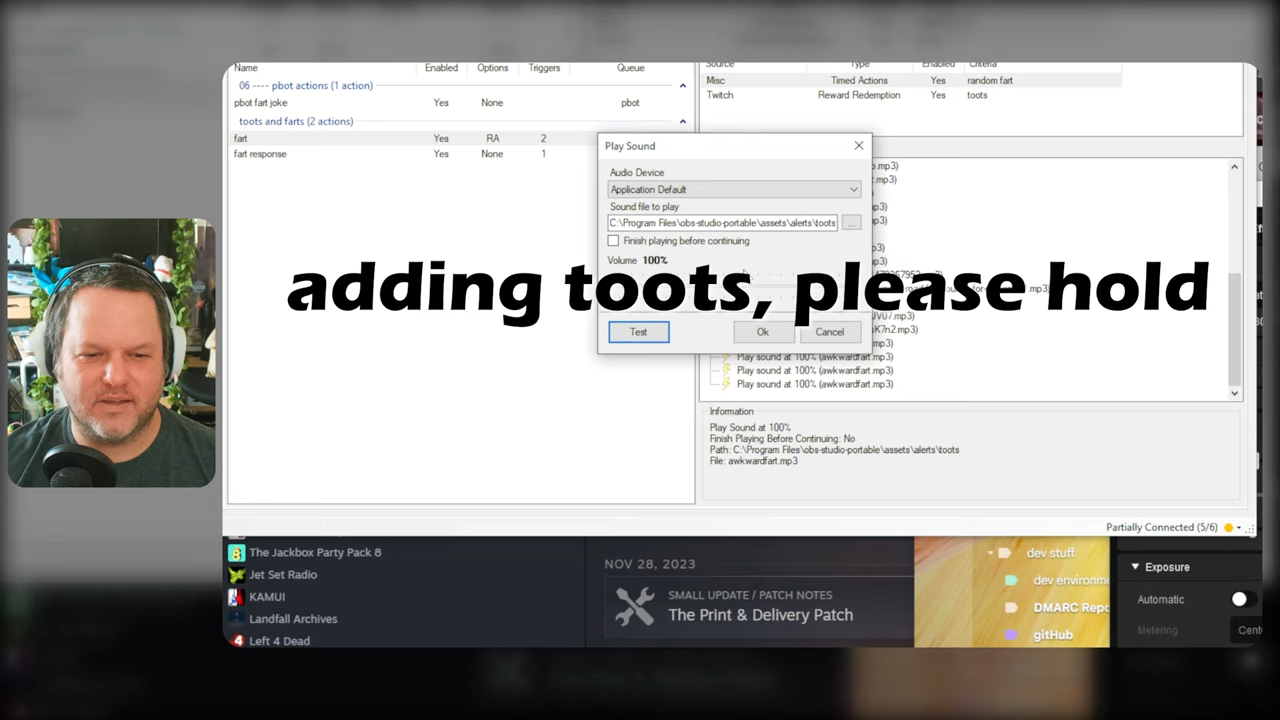 Name Enabled Options Triggers Queue
06 ---- pbot actions (1 action)
pbot fart joke Yes None pbot
toots and farts (2 actions)
fart Yes RA 2
fart response Yes None 1
Source Type Enabled Criteria
Misc Timed Actions Yes random fart
Twitch Reward Redemption Yes toots
Play Sound
Audio Device
Application Default
Sound file to play
C:\Program Files\obs-studio-portable\assets\alerts\toots
...
Finish playing before continuing
Volume 100%
adding toots, please hold
Test Ok Cancel
.mp3)
Play sound at 100% (awkwardfart.mp3)
Play sound at 100% (awkwardfart.mp3)
Play sound at 100% (awkwardfart.mp3)
Information
Play Sound at 100%
Finish Playing Before Continuing: No
Path: C:\Program Files\obs-studio-portable\assets\alerts\toots
File: awkwardfart.mp3
Partially Connected (5/6)
The Jackbox Party Pack 8
Jet Set Radio
KAMUI
Landfall Archives
Left 4 Dead
NOV 28, 2023
SMALL UPDATE / PATCH NOTES
The Print & Delivery Patch
dev stuff
dev environme
DMARC Repo
gitHub
Exposure
Automatic
Metering Cent